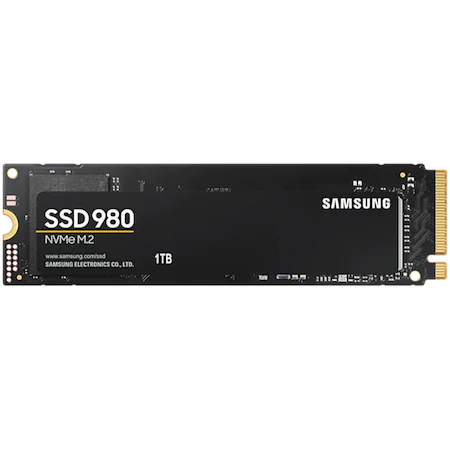 SSD 980
NVMe M.2
www.samsung.com/ssd
SAMSUNG ELECTRONICS CO., LTD.
1TB
SAMSUNG